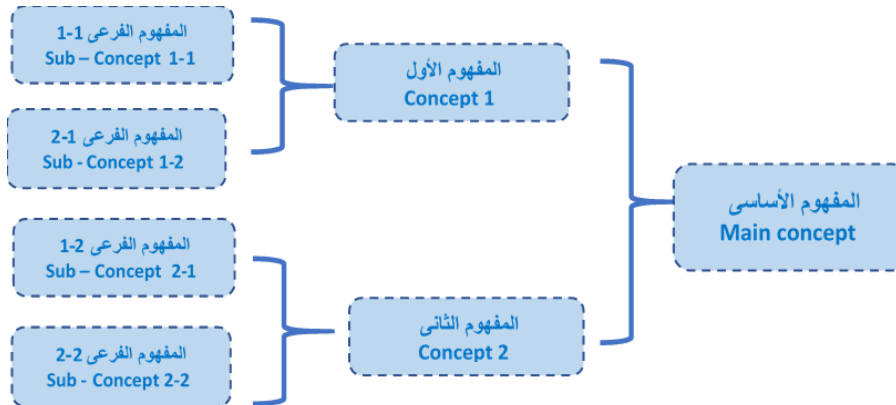 المفهوم الأساسى
Main concept
المفهوم الأول
Concept 1
المفهوم الفرعى 1-1
Sub – Concept 1-1
المفهوم الفرعى 1-2
Sub - Concept 1-2
المفهوم الثانى
Concept 2
المفهوم الفرعى 2-1
Sub – Concept 2-1
المفهوم الفرعى 2-2
Sub - Concept 2-2